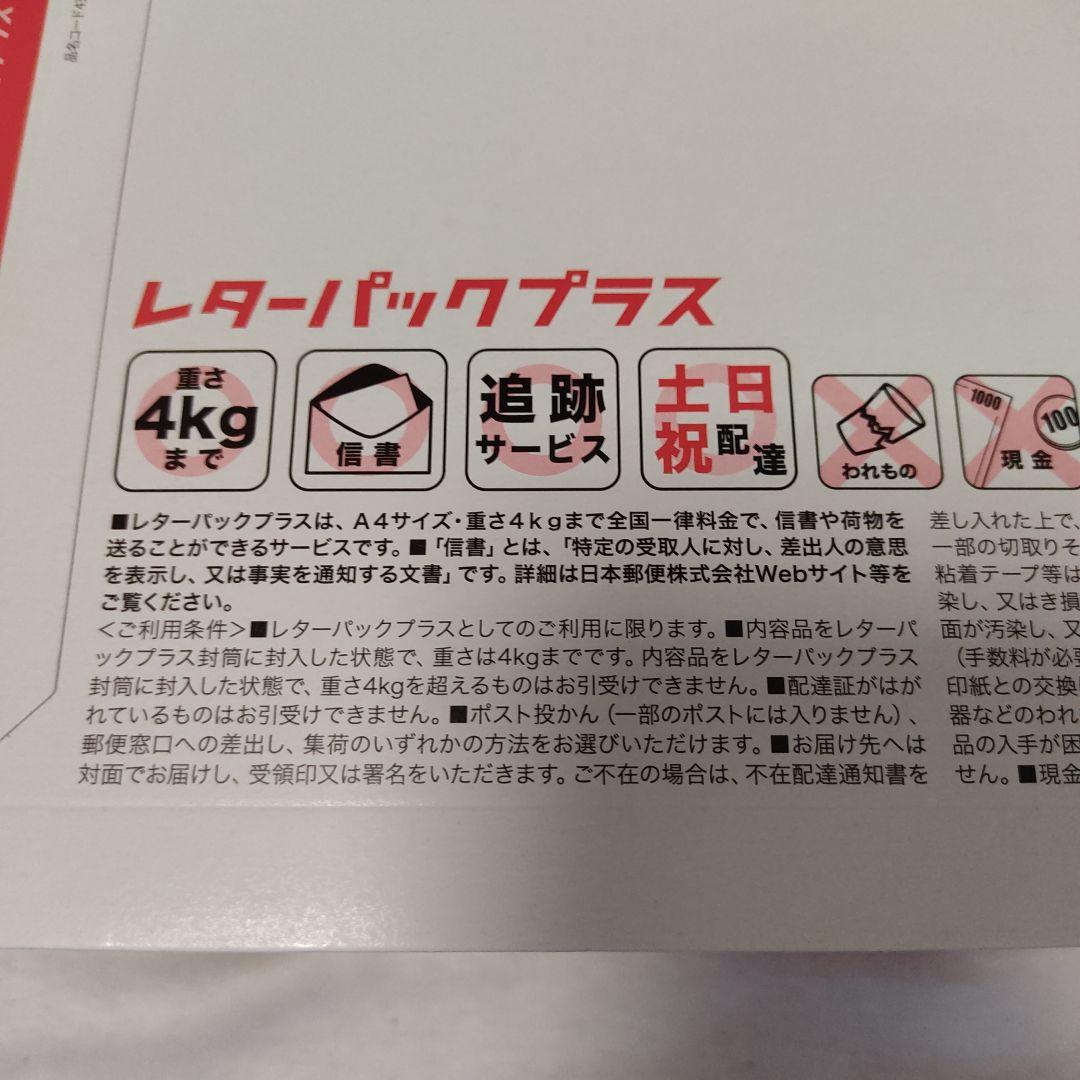 品名コード
レターパックプラス
重さ
4kg
まで
信書
追跡
サービス
土日
祝配達
われもの
1000
100
現金
■レターパックプラスは、A4サイズ・重さ4kgまで全国一律料金で、信書や荷物を
送ることができるサービスです。■「信書」とは、「特定の受取人に対し、差出人の意思
を表示し、又は事実を通知する文書」です。詳細は日本郵便株式会社Webサイト等を
ご覧ください。
<ご利用条件>■レターパックプラスとしてのご利用に限ります。■内容品をレターパ
ックプラス封筒に封入した状態で、重さは4kgまでです。内容品をレターパックプラス
封筒に封入した状態で、重さ4kgを超えるものはお引受けできません。■配達証がはが
れているものはお引受けできません。■ポスト投かん（一部のポストには入りません）、
郵便窓口への差出し、集荷のいずれかの方法をお選びいただけます。■お届け先へは
対面でお届けし、受領印又は署名をいただきます。ご不在の場合は、不在配達通知書を
差し入れた上で、
一部の切取りそ
粘着テープ等は
染し、又はき損
面が汚染し、又
（手数料が必要
印紙との交換
器などのわれ
品の入手が困
せん。■現金